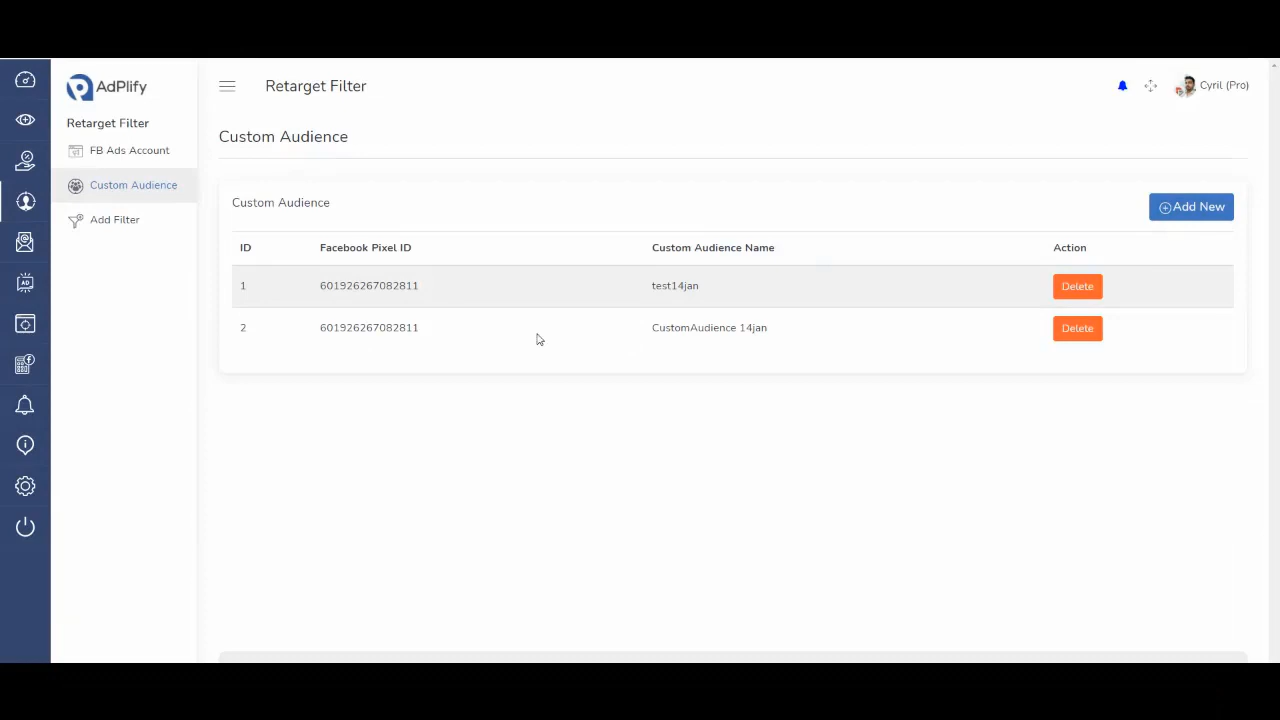 AdPlify
Retarget Filter
FB Ads Account
Custom Audience
Add Filter
Retarget Filter
Cyril (Pro)
Custom Audience
Custom Audience
Add New
ID Facebook Pixel ID Custom Audience Name Action
1 601926267082811 test14jan Delete
2 601926267082811 CustomAudience 14jan Delete